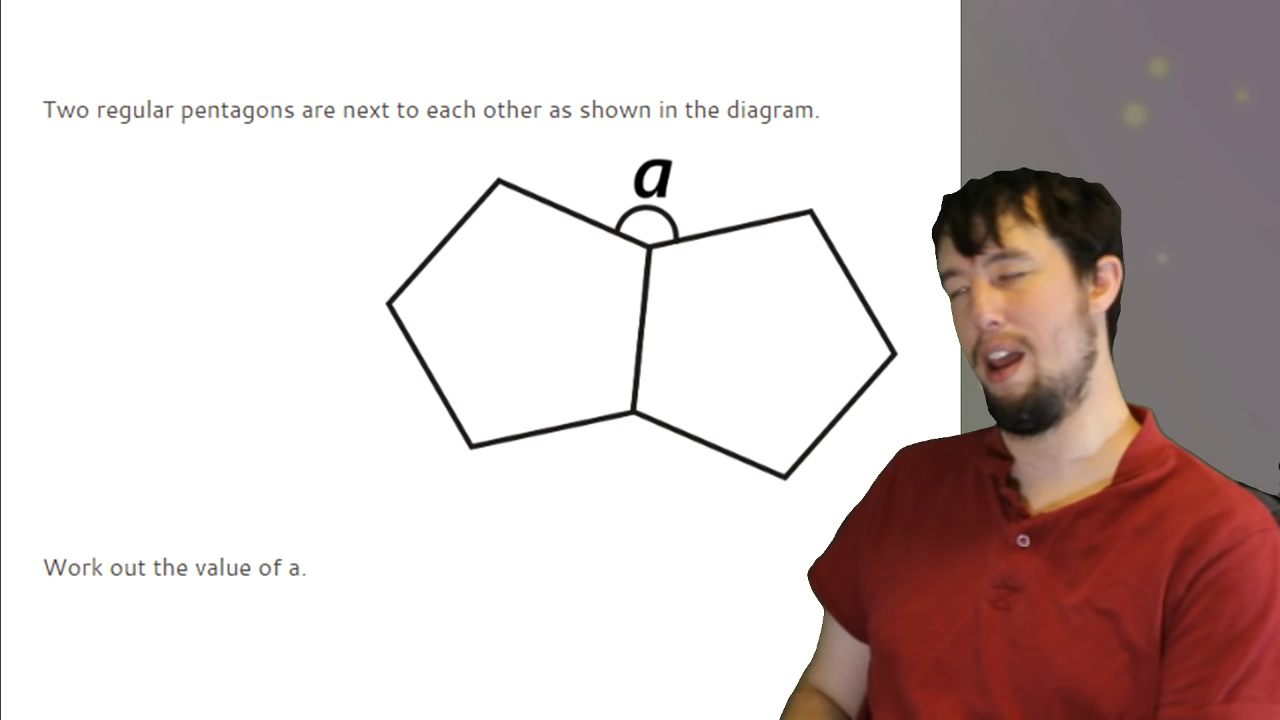 Two regular pentagons are next to each other as shown in the diagram.
a
Work out the value of a.